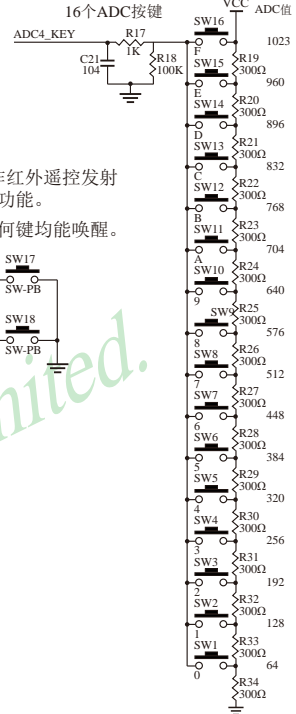 16个ADC按键
VCC
ADC值
ADC4_KEY
R17
1K
C21
104
R18
100K
SW16
F
1023
R19
300Ω
SW15
E
960
R20
300Ω
SW14
D
896
R21
300Ω
SW13
C
832
R22
300Ω
SW12
B
768
R23
300Ω
SW11
A
704
R24
300Ω
SW10
9
640
R25
300Ω
SW9
8
576
R26
300Ω
SW8
7
512
R27
300Ω
SW7
6
448
R28
300Ω
SW6
5
384
R29
300Ω
SW5
4
320
R30
300Ω
SW4
3
256
R31
300Ω
SW3
2
192
R32
300Ω
SW2
1
128
R33
300Ω
SW1
0
64
R34
300Ω
红外遥控发射
功能。
何键均能唤醒。
SW17
SW-PB
SW18
SW-PB
mited.